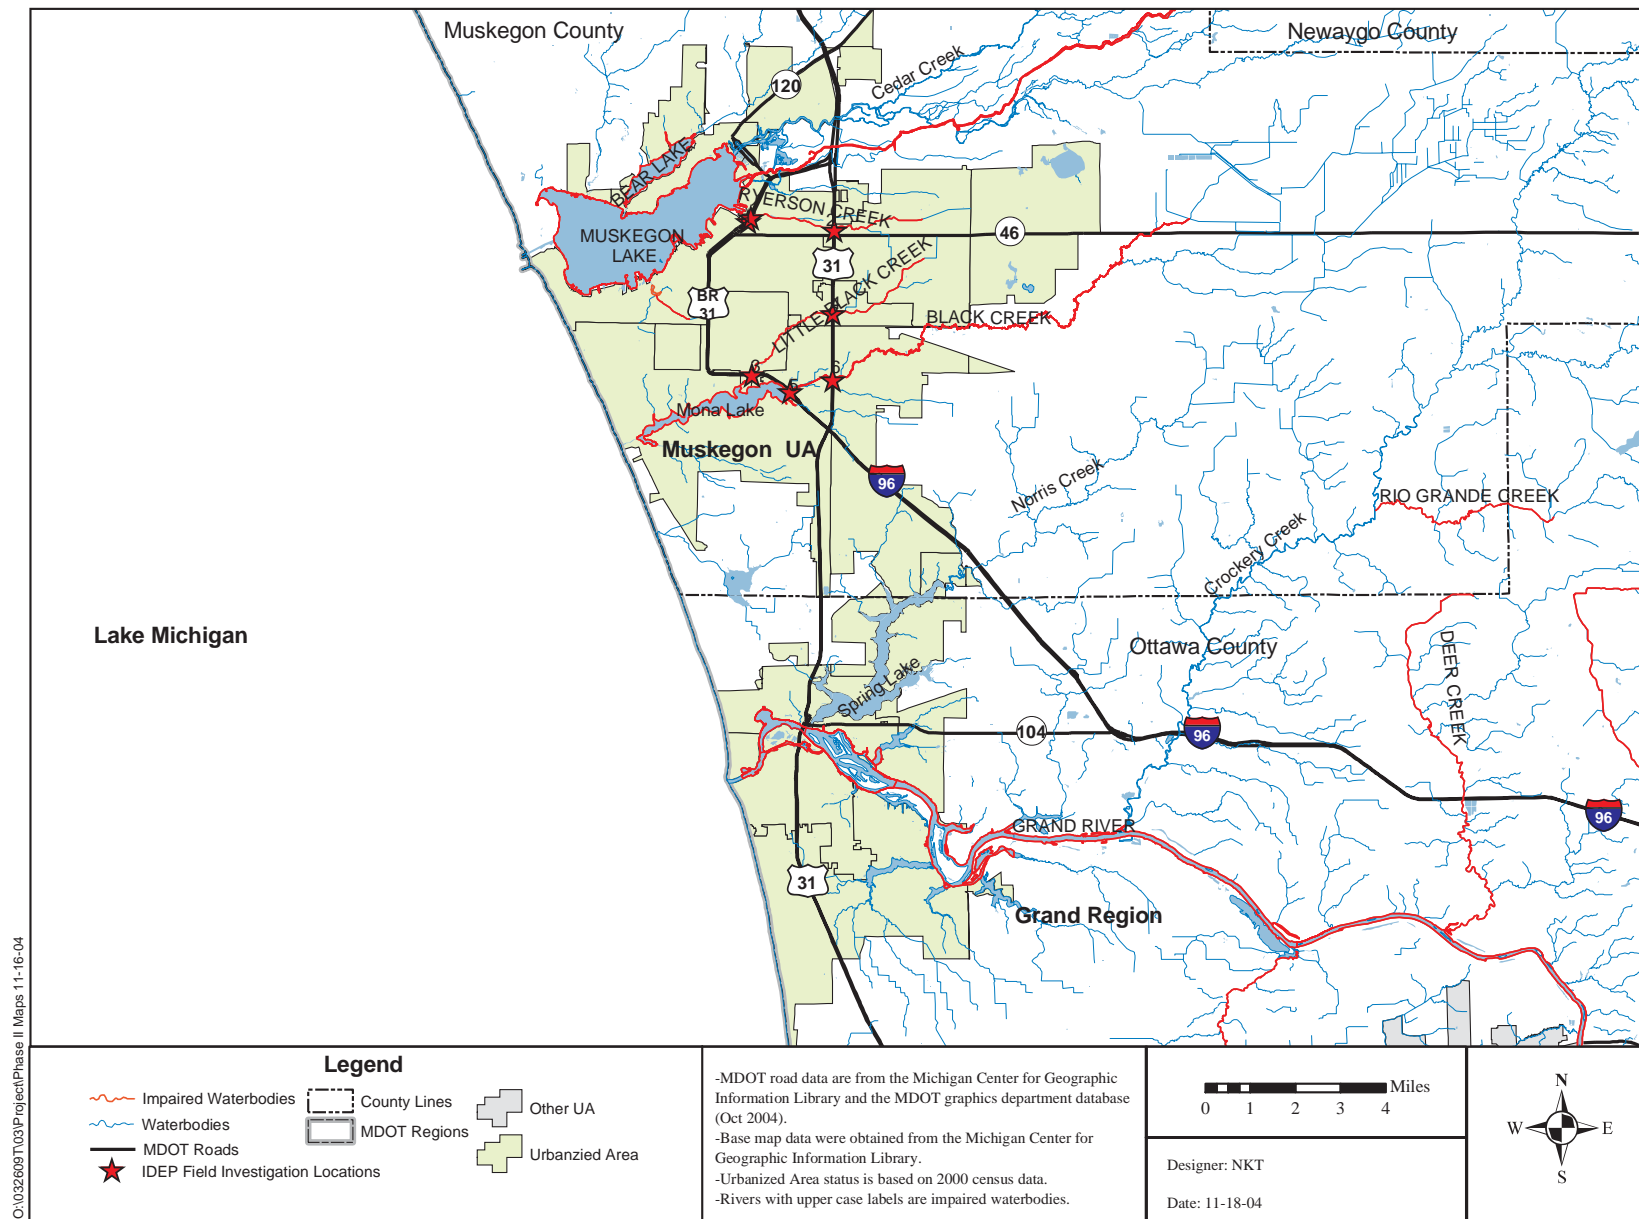 Muskegon County
Newaygo County
120
Cedar Creek
BEAR LAKE
RYERSON CREEK
MUSKEGON
LAKE
46
31
BR
31
LITTLE BLACK CREEK
BLACK CREEK
6
5
Mona Lake
Muskegon UA
96
Norris Creek
RIO GRANDE CREEK
Crockery Creek
Lake Michigan
Ottawa County
DEER CREEK
Spring Lake
104
96
96
GRAND RIVER
31
Grand Region
O:\032609T\03\Project\Phase II Maps 11-16-04
Legend
Impaired Waterbodies
Waterbodies
MDOT Roads
IDEP Field Investigation Locations
County Lines
MDOT Regions
Other UA
Urbanzied Area
-MDOT road data are from the Michigan Center for Geographic
Information Library and the MDOT graphics department database
(Oct 2004).
-Base map data were obtained from the Michigan Center for
Geographic Information Library.
-Urbanized Area status is based on 2000 census data.
-Rivers with upper case labels are impaired waterbodies.
Miles
0 1 2 3 4
Designer: NKT
Date: 11-18-04
N
W E
S